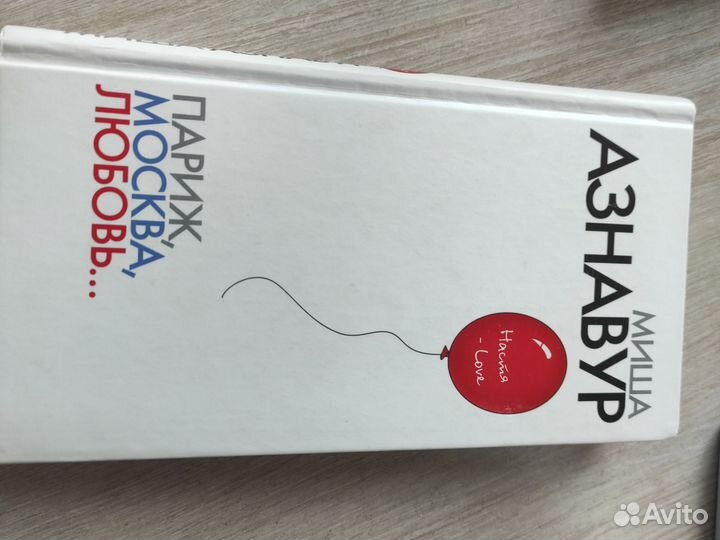 МИША
АЗНАВУР
Настя
- Love
ПАРИЖ,
МОСКВА,
ЛЮБОВЬ...
Avito